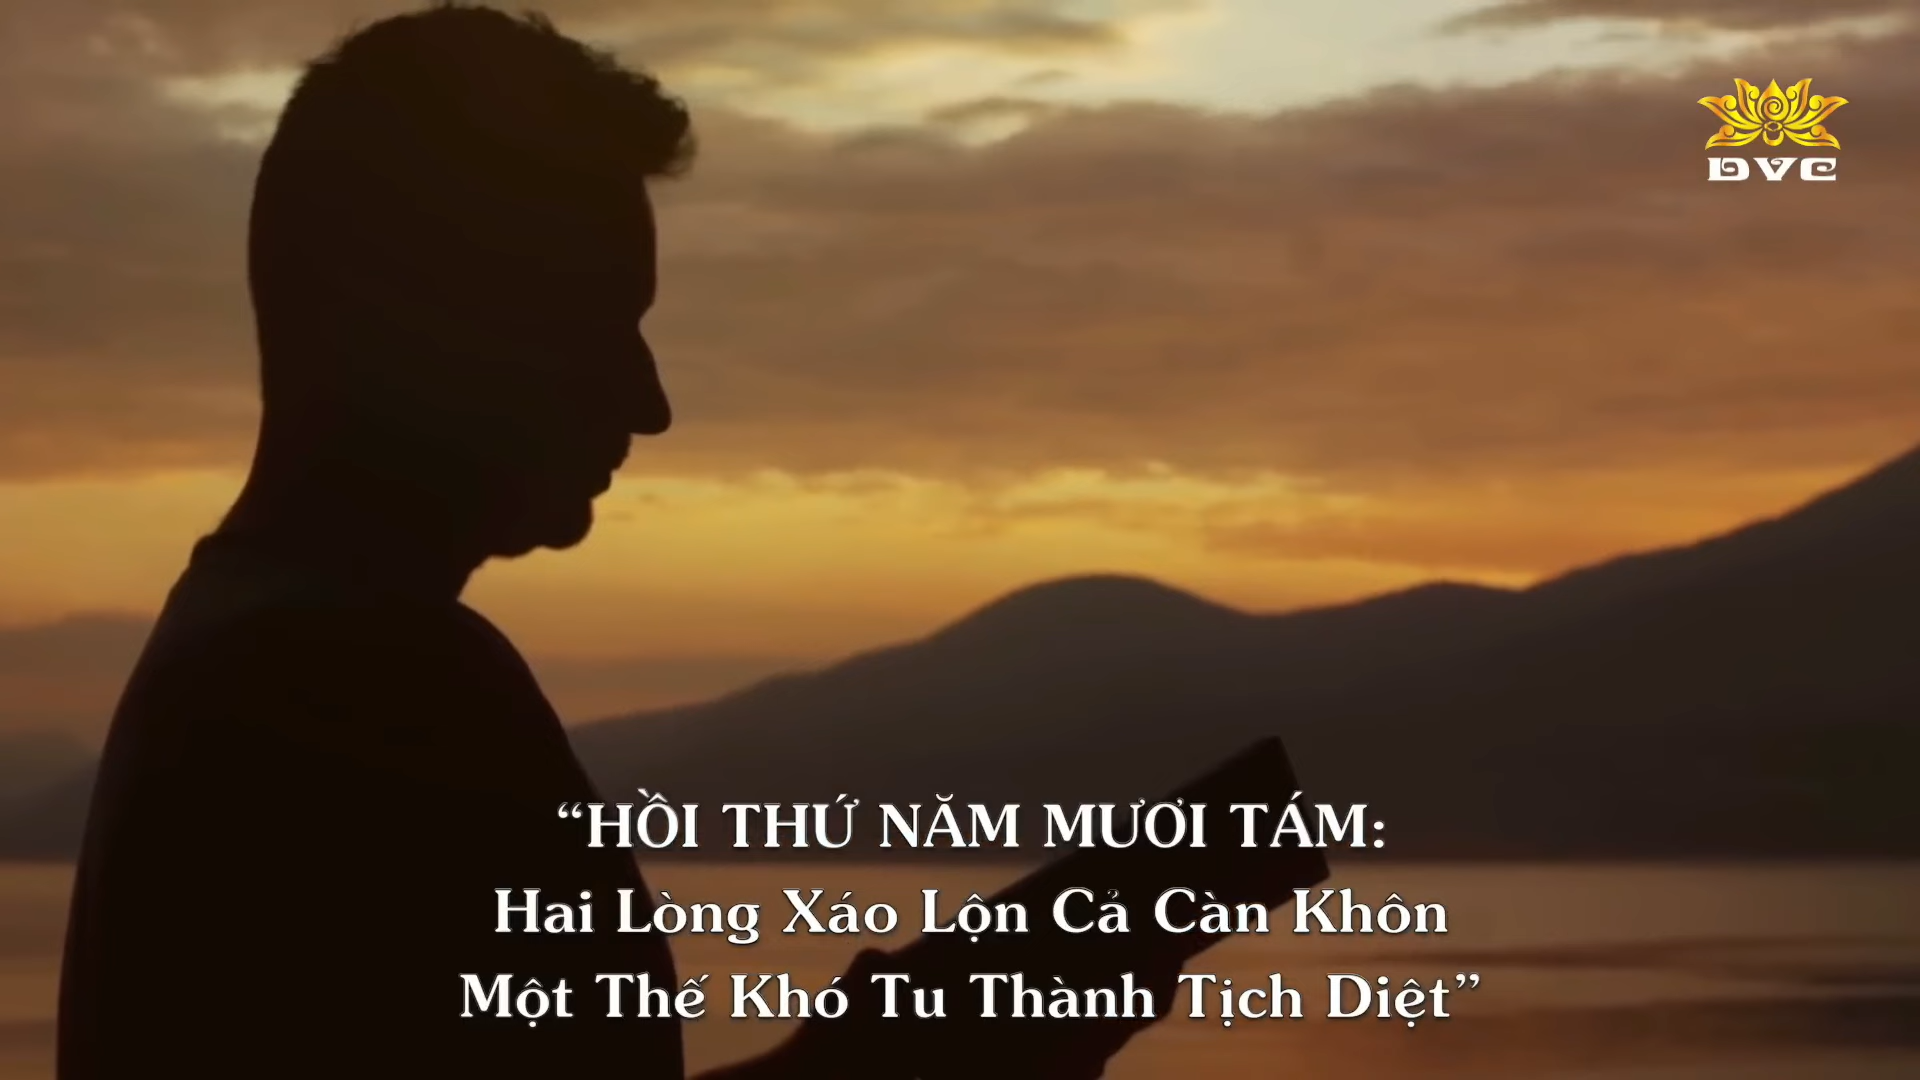 DVC
“HỒI THỨ NĂM MƯƠI TÁM:
Hai Lòng Xáo Lộn Cả Càn Khôn
Một Thế Khó Tu Thành Tịch Diệt”